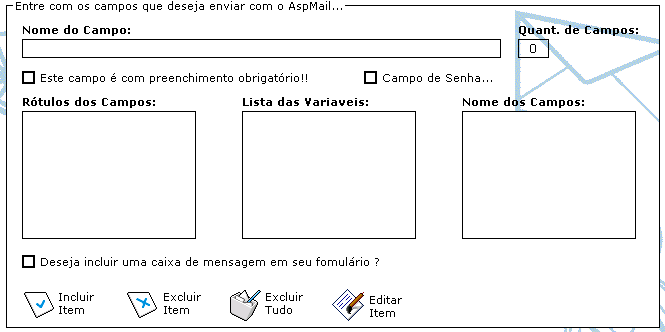 Entre com os campos que deseja enviar com o AspMail...
Nome do Campo: Quant. de Campos:
0
Este campo é com preenchimento obrigatório!! Campo de Senha...
Rótulos dos Campos: Lista das Variaveis: Nome dos Campos:
Deseja incluir uma caixa de mensagem em seu fomulário ?
Incluir Item
Excluir Item
Excluir Tudo
Editar Item